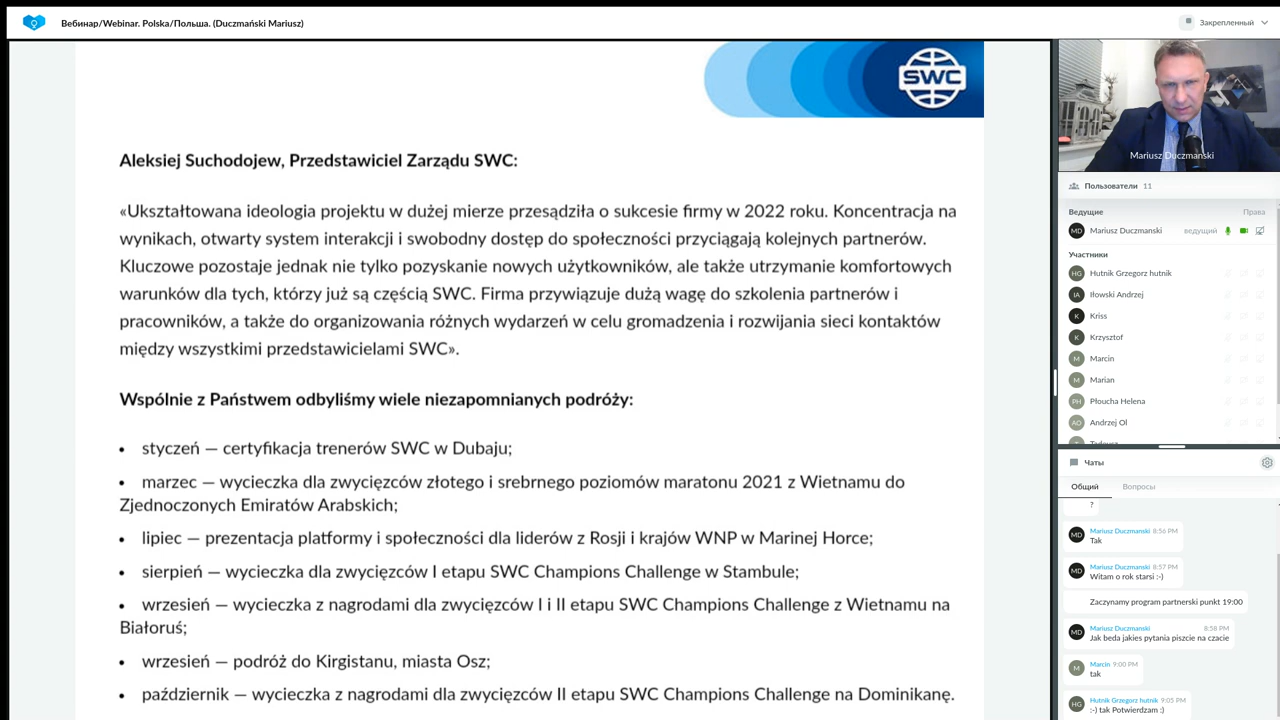 Вебинар/Webinar. Polska/Польша. (Duczmański Mariusz)
Закрепленный
SWC
Aleksiej Suchodojew, Przedstawiciel Zarządu SWC:
«Ukształtowana ideologia projektu w dużej mierze przesądziła o sukcesie firmy w 2022 roku. Koncentracja na
wynikach, otwarty system interakcji i swobodny dostęp do społeczności przyciągają kolejnych partnerów.
Kluczowe pozostaje jednak nie tylko pozyskanie nowych użytkowników, ale także utrzymanie komfortowych
warunków dla tych, którzy już są częścią SWC. Firma przywiązuje dużą wagę do szkolenia partnerów i
pracowników, a także do organizowania różnych wydarzeń w celu gromadzenia i rozwijania sieci kontaktów
między wszystkimi przedstawicielami SWC».
Wspólnie z Państwem odbyliśmy wiele niezapomnianych podróży:
• styczeń — certyfikacja trenerów SWC w Dubaju;
• marzec — wycieczka dla zwycięzców złotego i srebrnego poziomów maratonu 2021 z Wietnamu do
Zjednoczonych Emiratów Arabskich;
• lipiec — prezentacja platformy i społeczności dla liderów z Rosji i krajów WNP w Marinej Horce;
• sierpień — wycieczka dla zwycięzców I etapu SWC Champions Challenge w Stambule;
• wrzesień — wycieczka z nagrodami dla zwycięzców I i II etapu SWC Champions Challenge z Wietnamu na
Białoruś;
• wrzesień — podróż do Kirgistanu, miasta Osz;
• październik — wycieczka z nagrodami dla zwycięzców II etapu SWC Champions Challenge na Dominikanę.
Mariusz Duczmanski
Пользователи 11
Ведущие Права
MD Mariusz Duczmanski ведущий
Участники
HG Hutnik Grzegorz hutnik
IA Iłowski Andrzej
K Kriss
K Krzysztof
M Marcin
M Marian
PH Płoucha Helena
AO Andrzej Ol
Tadeusz
Чаты
Общий Вопросы
?
MD Mariusz Duczmanski 8:56 PM
Tak
MD Mariusz Duczmanski 8:57 PM
Witam o rok starsi :-)
Zaczynamy program partnerski punkt 19:00
MD Mariusz Duczmanski 8:58 PM
Jak beda jakies pytania piszcie na czacie
M Marcin 9:00 PM
tak
HG Hutnik Grzegorz hutnik 9:05 PM
:-) tak Potwierdzam :)